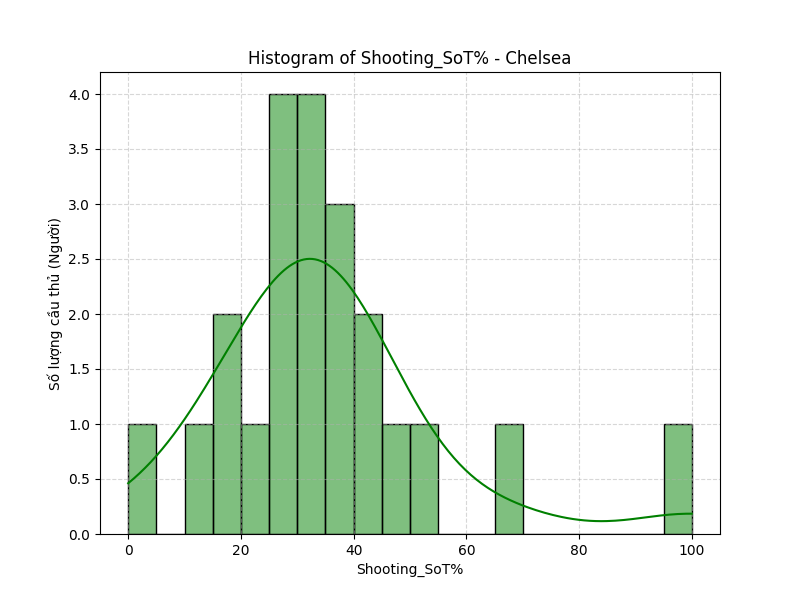 Histogram of Shooting_SoT% - Chelsea
Số lượng cầu thủ (Người)
4.0
3.5
3.0
2.5
2.0
1.5
1.0
0.5
0.0
0 20 40 60 80 100
Shooting_SoT%